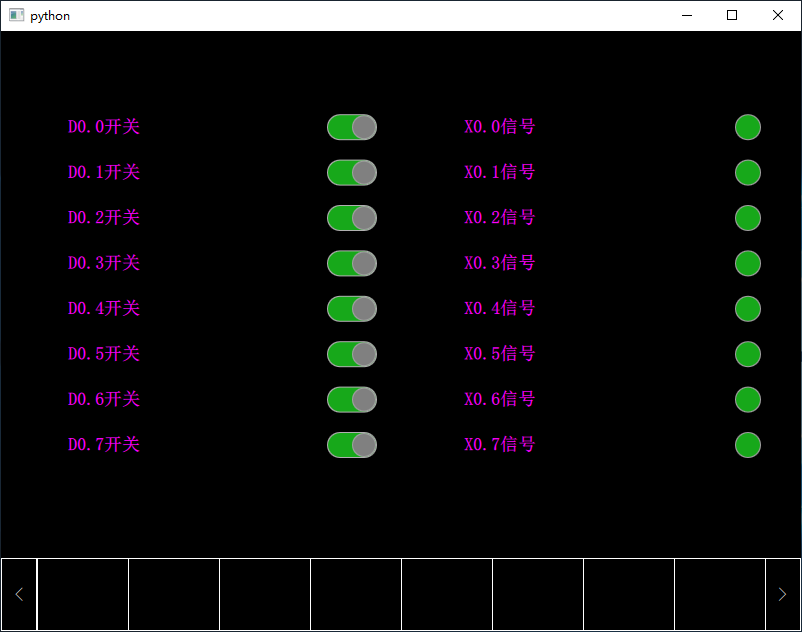 python
D0.0开关 X0.0信号
D0.1开关 X0.1信号
D0.2开关 X0.2信号
D0.3开关 X0.3信号
D0.4开关 X0.4信号
D0.5开关 X0.5信号
D0.6开关 X0.6信号
D0.7开关 X0.7信号